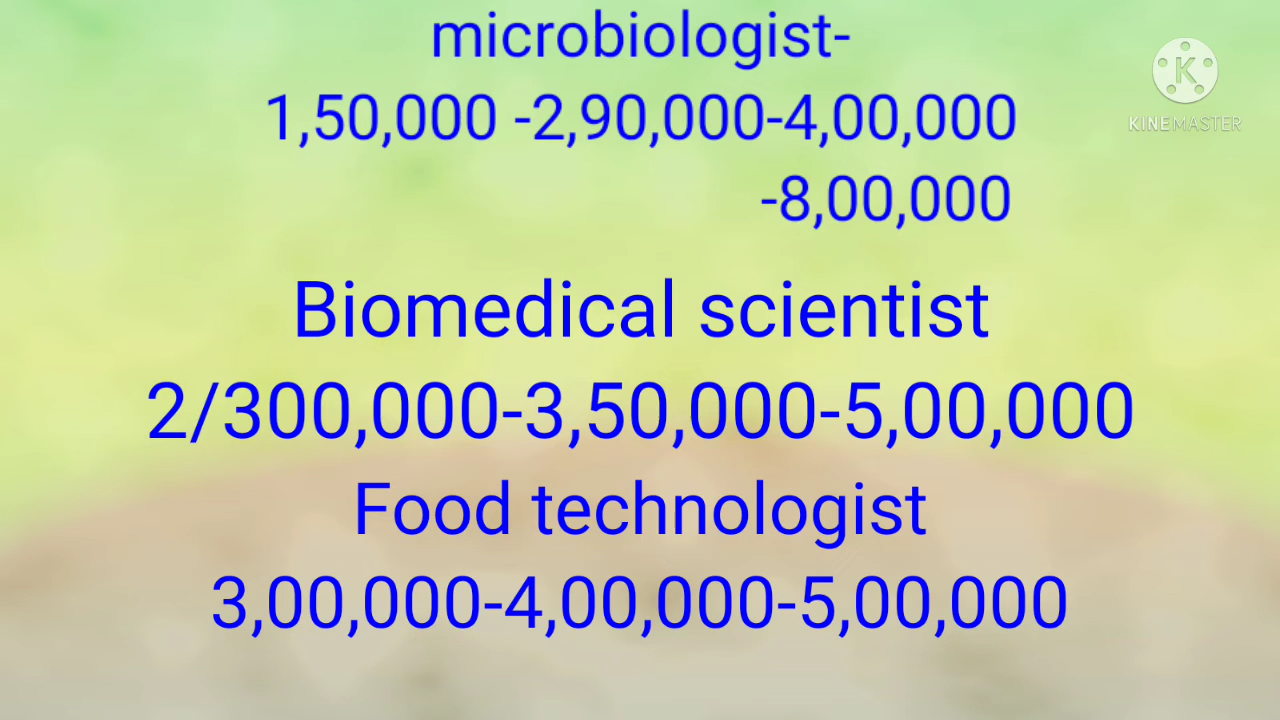 microbiologist-
1,50,000 -2,90,000-4,00,000
-8,00,000
Biomedical scientist
2/300,000-3,50,000-5,00,000
Food technologist
3,00,000-4,00,000-5,00,000
K
KINEMASTER